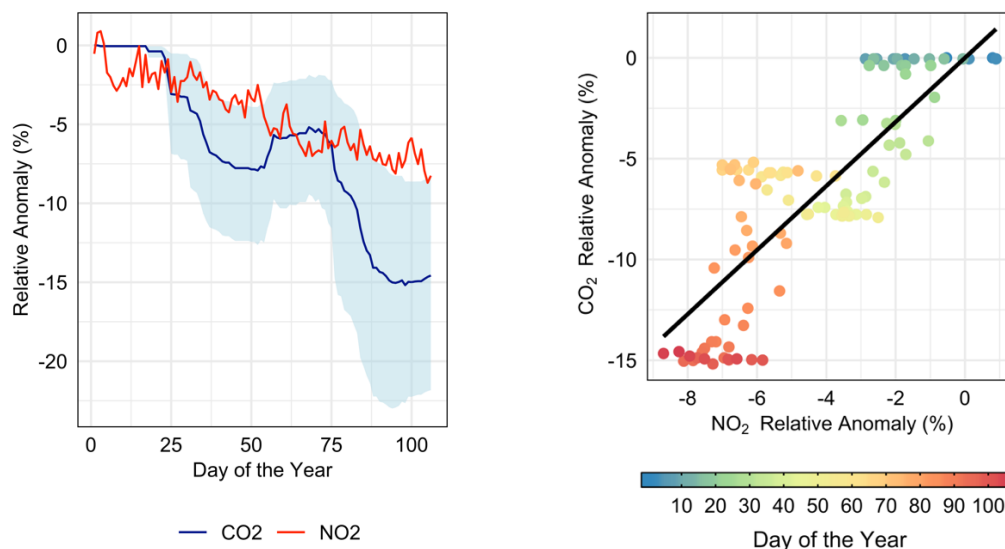 0
-5
-10
-15
-20
Relative Anomaly (%)
0 25 50 75 100
Day of the Year
CO2 NO2
0
-5
-10
-15
CO₂ Relative Anomaly (%)
-8 -6 -4 -2 0
NO₂ Relative Anomaly (%)
10 20 30 40 50 60 70 80 90 100
Day of the Year